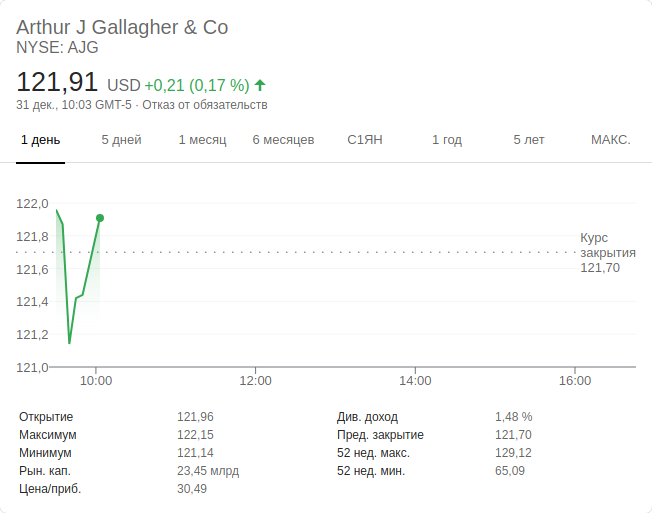 Arthur J Gallagher & Co
NYSE: AJG
121,91 USD +0,21 (0,17 %)
31 дек., 10:03 GMT-5 · Отказ от обязательств
1 день 5 дней 1 месяц 6 месяцев С1ЯН 1 год 5 лет МАКС.
122,0
121,8
121,6
121,4
121,2
121,0
Курс
закрытия
121,70
10:00 12:00 14:00 16:00
Открытие 121,96 Див. доход 1,48 %
Максимум 122,15 Пред. закрытие 121,70
Минимум 121,14 52 нед. макс. 129,12
Рын. кап. 23,45 млрд 52 нед. мин. 65,09
Цена/приб. 30,49